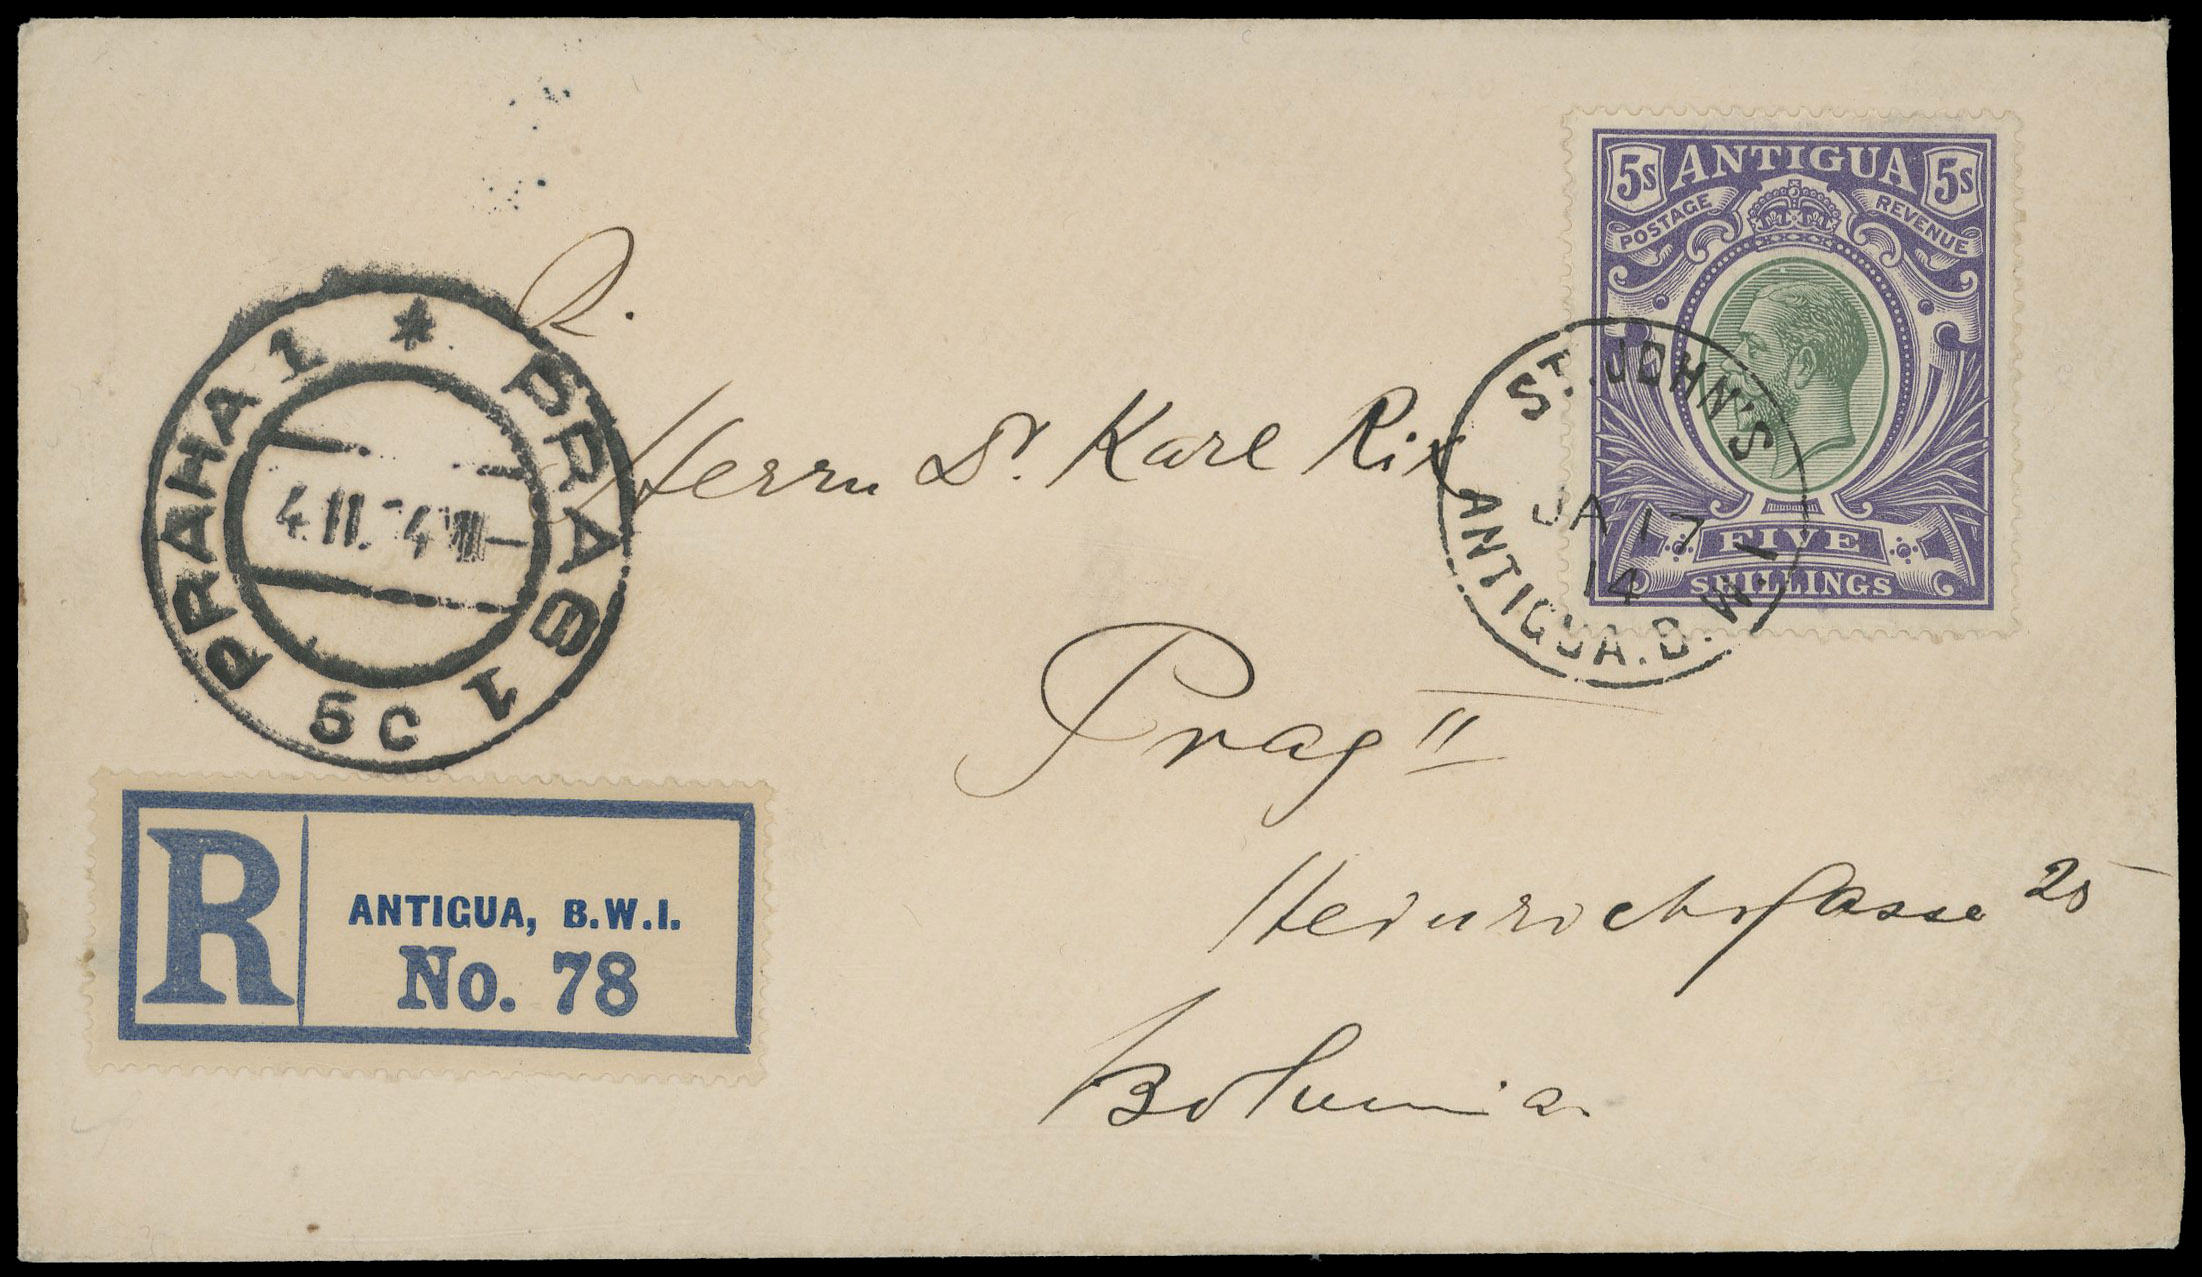 5s ANTIGUA 5s
POSTAGE REVENUE
FIVE
SHILLINGS
ST. JOHN'S
JA 17
14
ANTIGUA. B.W.I
* PRAG 1
PRAHA 1
4.II.14
5c
R.
Herrn Dr. Karl Rix
Prag II
Heinrichsgasse 25
Bohemia
R
ANTIGUA, B.W.I.
No. 78